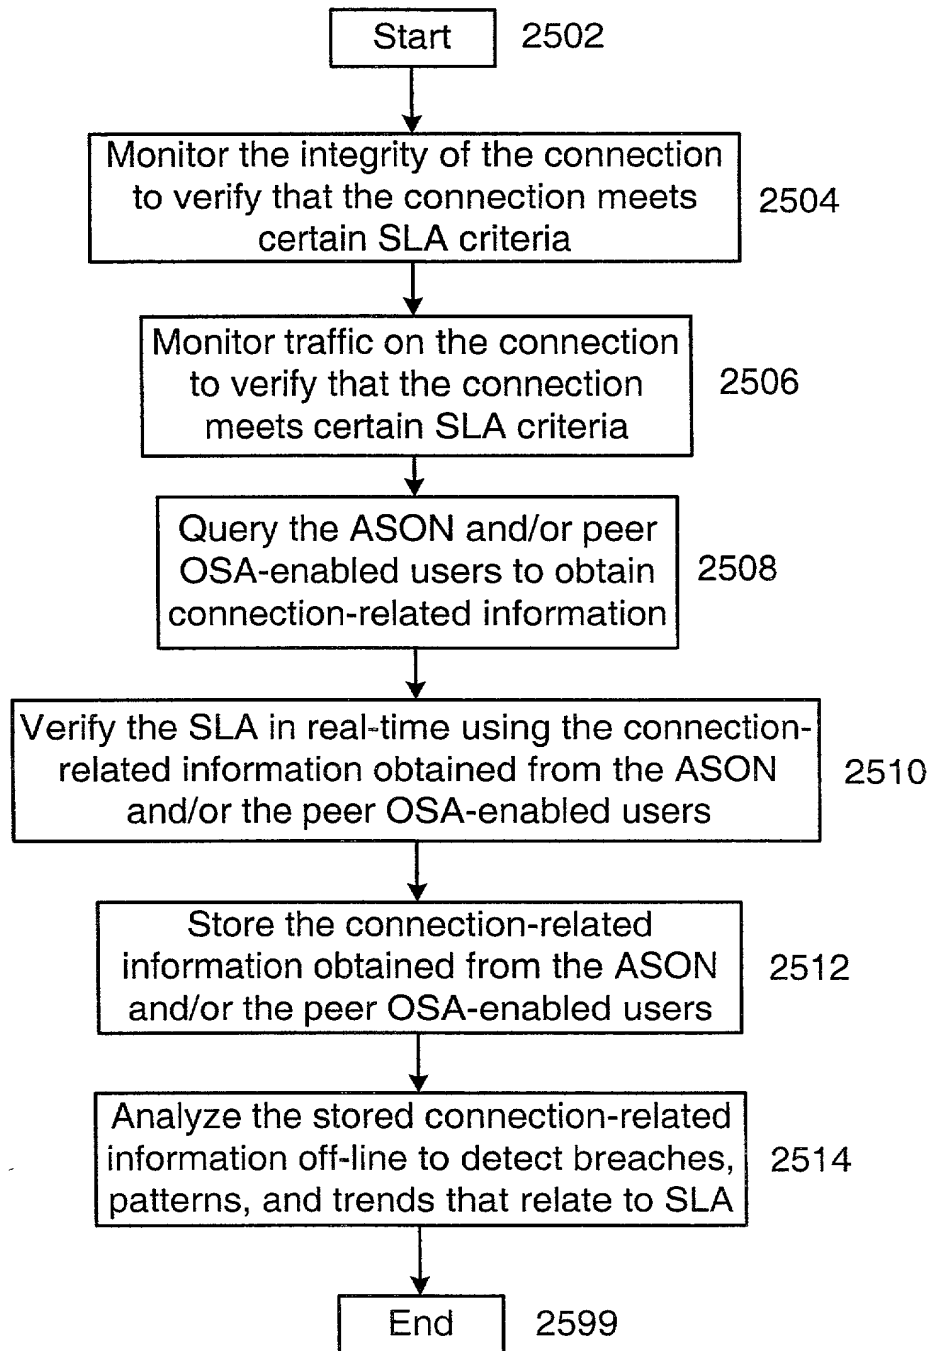 Start 2502
Monitor the integrity of the connection
to verify that the connection meets
certain SLA criteria
2504
Monitor traffic on the connection
to verify that the connection
meets certain SLA criteria
2506
Query the ASON and/or peer
OSA-enabled users to obtain
connection-related information
2508
Verify the SLA in real-time using the connection-
related information obtained from the ASON
and/or the peer OSA-enabled users
2510
Store the connection-related
information obtained from the ASON
and/or the peer OSA-enabled users
2512
Analyze the stored connection-related
information off-line to detect breaches,
patterns, and trends that relate to SLA
2514
End 2599